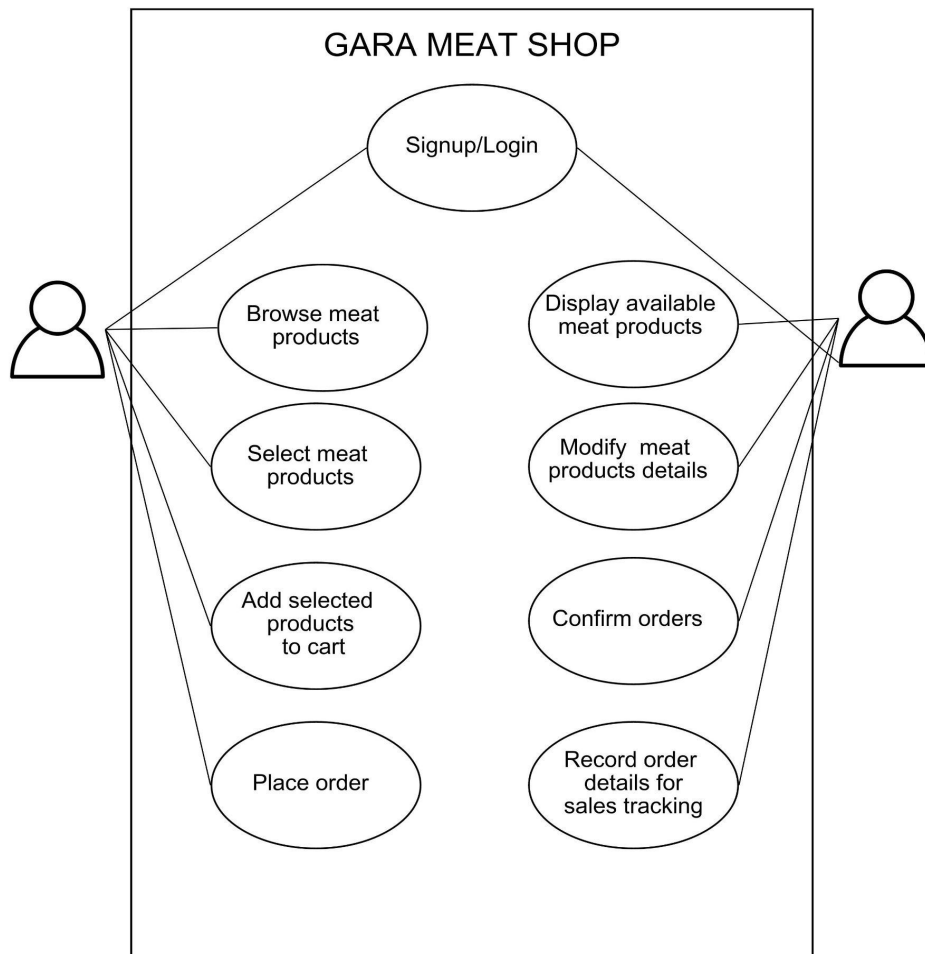 GARA MEAT SHOP
Signup/Login
Browse meat
products
Display available
meat products
Select meat
products
Modify  meat
products details
Add selected
products
to cart
Confirm orders
Place order
Record order
details for
sales tracking